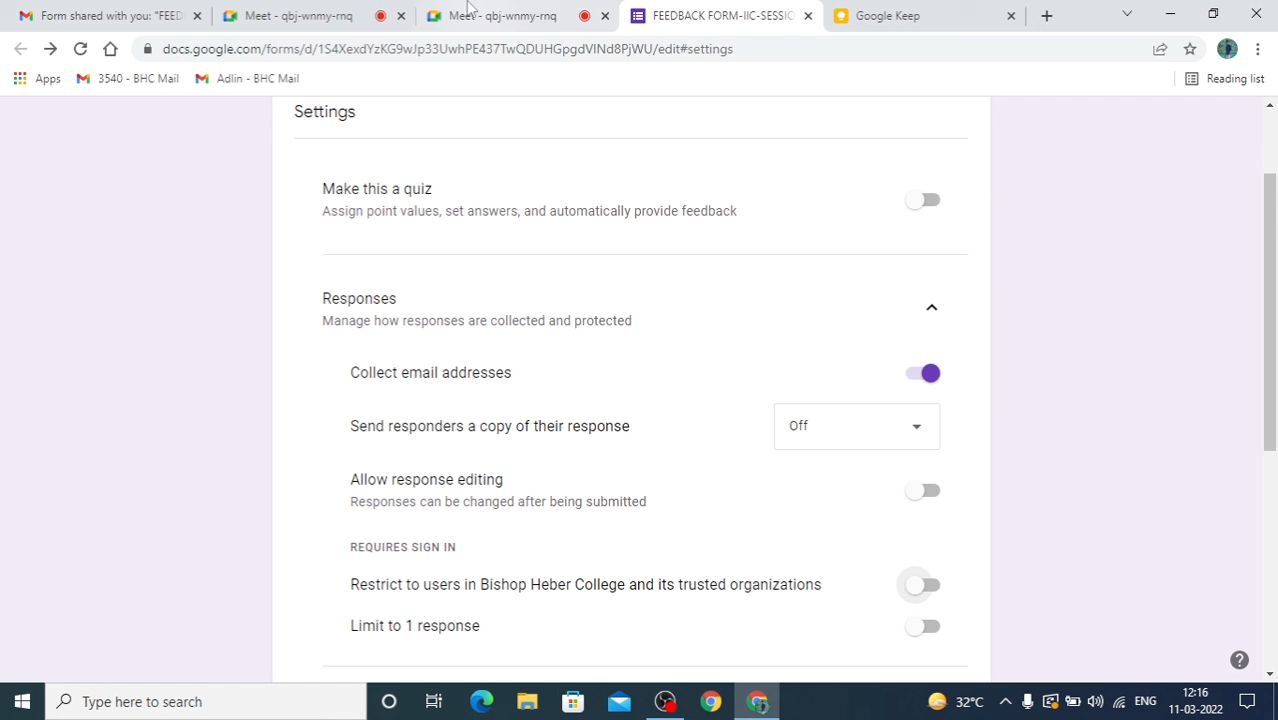 Form shared with you: "FEED
Meet - qbj-wnmy-rnq
Meet - qbj-wnmy-rnq
FEEDBACK FORM-IIC-SESSIO
Google Keep
docs.google.com/forms/d/1S4XexdYzKG9wJp33UwhPE437TwQDUHGpgdVINd8PjWU/edit#settings
Apps
3540 - BHC Mail
Adlin - BHC Mail
Reading list
Settings
Make this a quiz
Assign point values, set answers, and automatically provide feedback
Responses
Manage how responses are collected and protected
Collect email addresses
Send responders a copy of their response
Off
Allow response editing
Responses can be changed after being submitted
REQUIRES SIGN IN
Restrict to users in Bishop Heber College and its trusted organizations
Limit to 1 response
Type here to search
32°C
ENG
12:16
11-03-2022